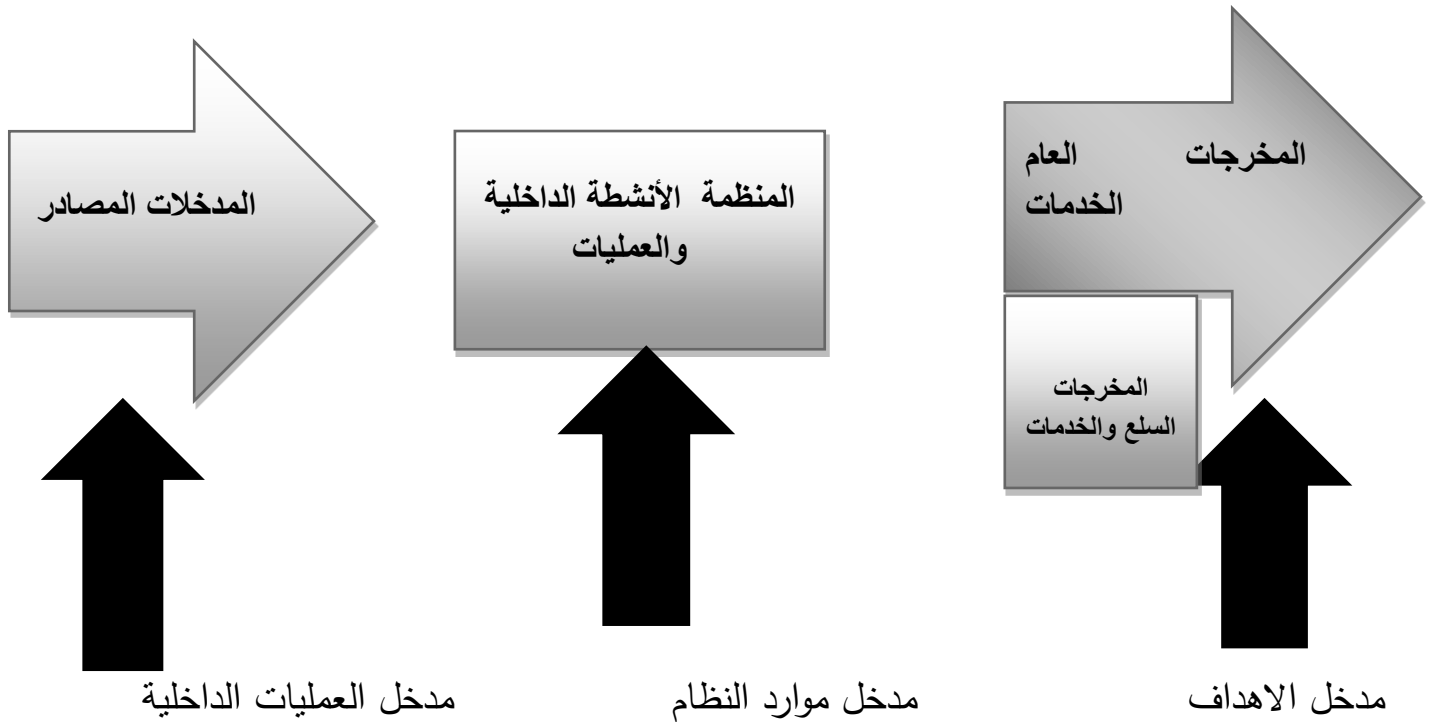 المخرجات العام
الخدمات
المنظمة الأنشطة الداخلية
والعمليات
المدخلات المصادر
المخرجات
السلع والخدمات
مدخل الاهداف
مدخل موارد النظام
مدخل العمليات الداخلية